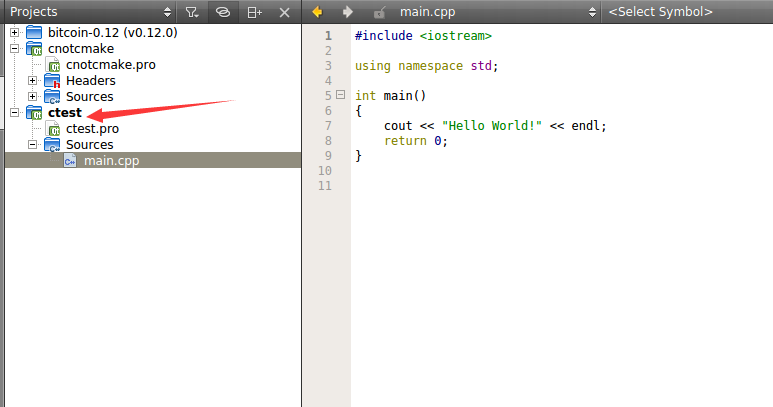 Projects
bitcoin-0.12 (v0.12.0)
cnotcmake
cnotcmake.pro
Headers
Sources
ctest
ctest.pro
Sources
main.cpp
main.cpp <Select Symbol>
1 #include <iostream>
2
3 using namespace std;
4
5 int main()
6 {
7 cout << "Hello World!" << endl;
8 return 0;
9 }
10
11